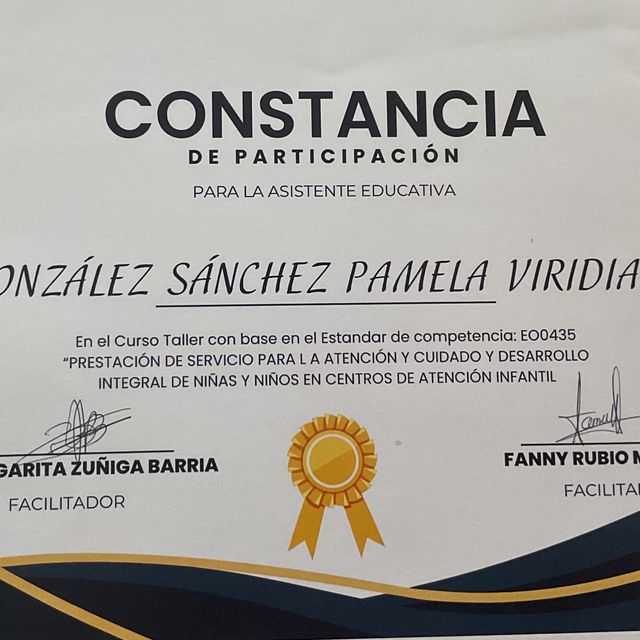 CONSTANCIA
DE PARTICIPACIÓN
PARA LA ASISTENTE EDUCATIVA
ONZÁLEZ SÁNCHEZ PAMELA VIRIDIA
En el Curso Taller con base en el Estandar de competencia: EO0435
“PRESTACIÓN DE SERVICIO PARA L A ATENCIÓN Y CUIDADO Y DESARROLLO
INTEGRAL DE NIÑAS Y NIÑOS EN CENTROS DE ATENCIÓN INFANTIL
GARITA ZUÑIGA BARRIA
FACILITADOR
FANNY RUBIO M
FACILITA